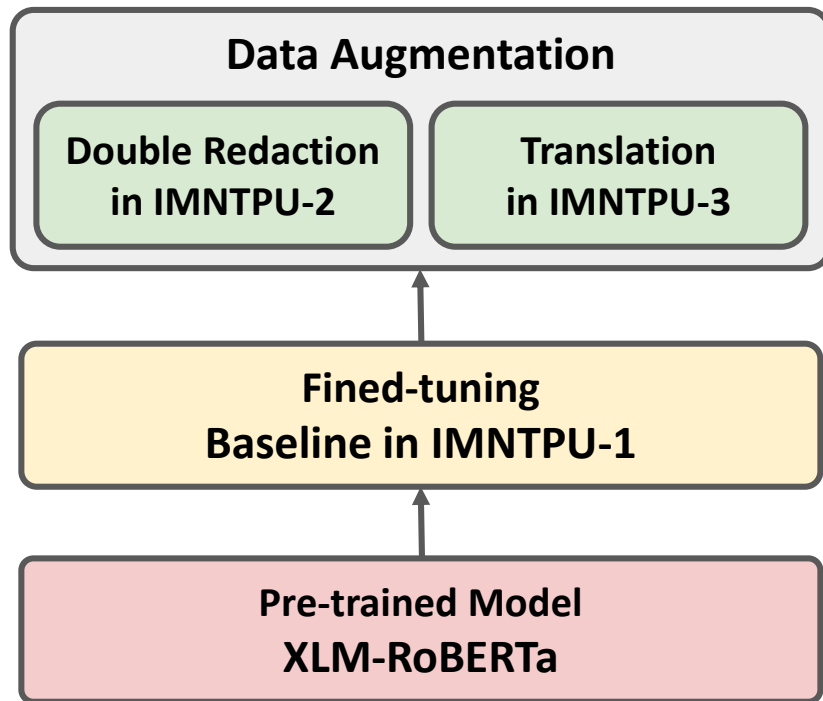 Data Augmentation
Double Redaction
in IMNTPU-2
Translation
in IMNTPU-3
Fined-tuning
Baseline in IMNTPU-1
Pre-trained Model
XLM-RoBERTa